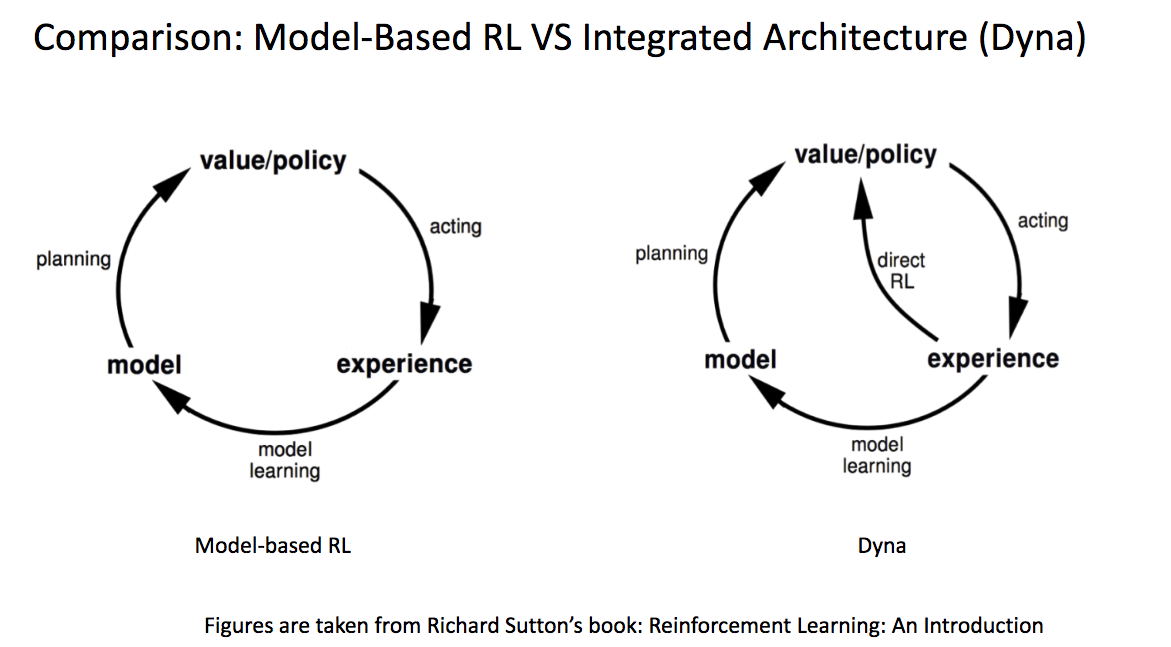 Comparison: Model-Based RL VS Integrated Architecture (Dyna)
value/policy
acting
planning
model
experience
model
learning
Model-based RL
value/policy
acting
planning
direct
RL
model
experience
model
learning
Dyna
Figures are taken from Richard Sutton’s book: Reinforcement Learning: An Introduction